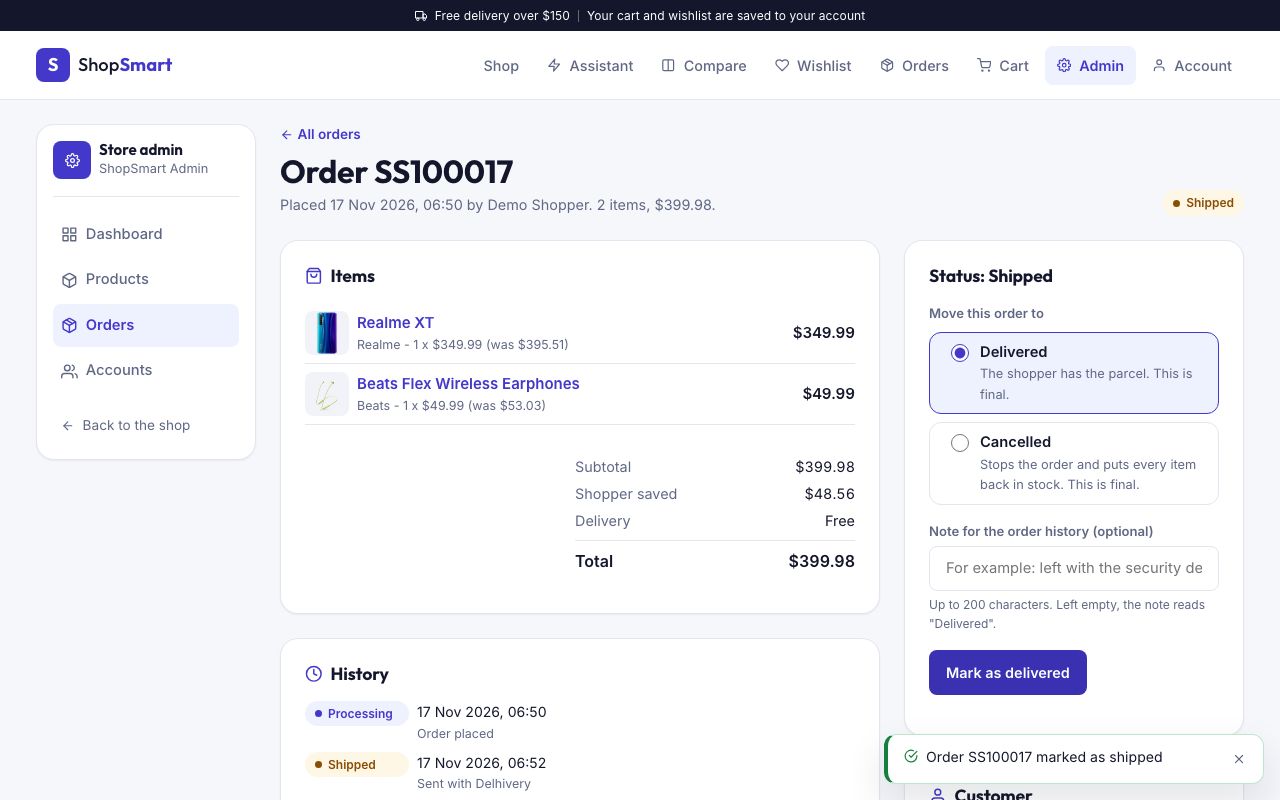 Free delivery over $150 | Your cart and wishlist are saved to your account
S ShopSmart
Shop Assistant Compare Wishlist Orders Cart Admin Account
Store admin
ShopSmart Admin
Dashboard
Products
Orders
Accounts
← Back to the shop
← All orders
Order SS100017
Placed 17 Nov 2026, 06:50 by Demo Shopper. 2 items, $399.98.
Shipped
Items
Realme XT
Realme - 1 x $349.99 (was $395.51)
$349.99
Beats Flex Wireless Earphones
Beats - 1 x $49.99 (was $53.03)
$49.99
Subtotal $399.98
Shopper saved $48.56
Delivery Free
Total $399.98
History
Processing 17 Nov 2026, 06:50
Order placed
Shipped 17 Nov 2026, 06:52
Sent with Delhivery
Status: Shipped
Move this order to
Delivered
The shopper has the parcel. This is
final.
Cancelled
Stops the order and puts every item
back in stock. This is final.
Note for the order history (optional)
For example: left with the security de
Up to 200 characters. Left empty, the note reads
"Delivered".
Mark as delivered
Order SS100017 marked as shipped
Customer